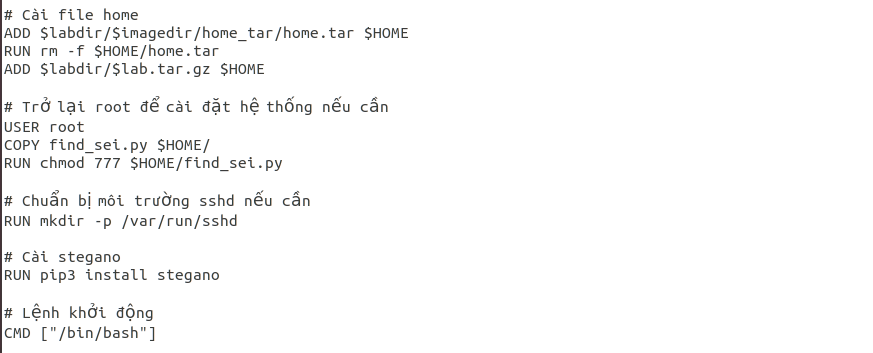 # Cài file home
ADD $labdir/$imagedir/home_tar/home.tar $HOME
RUN rm -f $HOME/home.tar
ADD $labdir/$lab.tar.gz $HOME
# Trở lại root để cài đặt hệ thống nếu cần
USER root
COPY find_sei.py $HOME/
RUN chmod 777 $HOME/find_sei.py
# Chuẩn bị môi trường sshd nếu cần
RUN mkdir -p /var/run/sshd
# Cài stegano
RUN pip3 install stegano
# Lệnh khởi động
CMD ["/bin/bash"]